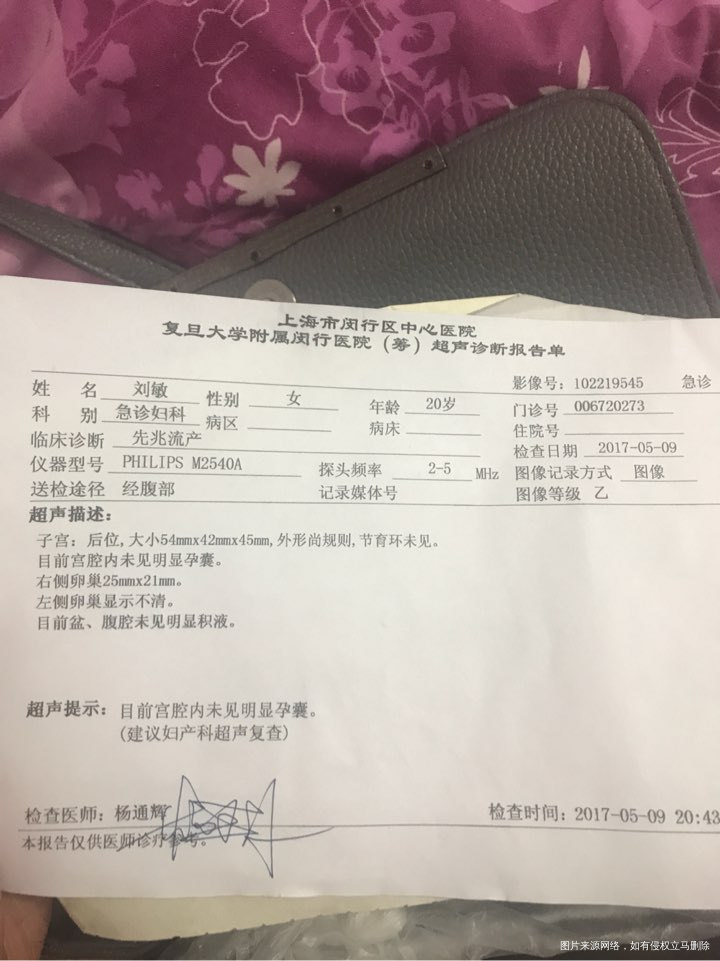 上海市闵行区中心医院
复旦大学附属闵行医院（筹）超声诊断报告单
影像号：102219545 急诊
姓 名 刘敏 性别 女 年龄 20岁 门诊号 006720273
科 别 急诊妇科 病区 病床 住院号
临床诊断 先兆流产 检查日期 2017-05-09
仪器型号 PHILIPS M2540A 探头频率 2-5 MHz 图像记录方式 图像
送检途径 经腹部 记录媒体号 图像等级 乙
超声描述：
子宫：后位,大小54mmx42mmx45mm,外形尚规则,节育环未见。
目前宫腔内未见明显孕囊。
右侧卵巢25mmx21mm。
左侧卵巢显示不清。
目前盆、腹腔未见明显积液。
超声提示：目前宫腔内未见明显孕囊。
(建议妇产科超声复查)
检查医师：杨通辉 检查时间：2017-05-09 20:43
本报告仅供医师诊疗参考。
图片来源网络，如有侵权立马删除